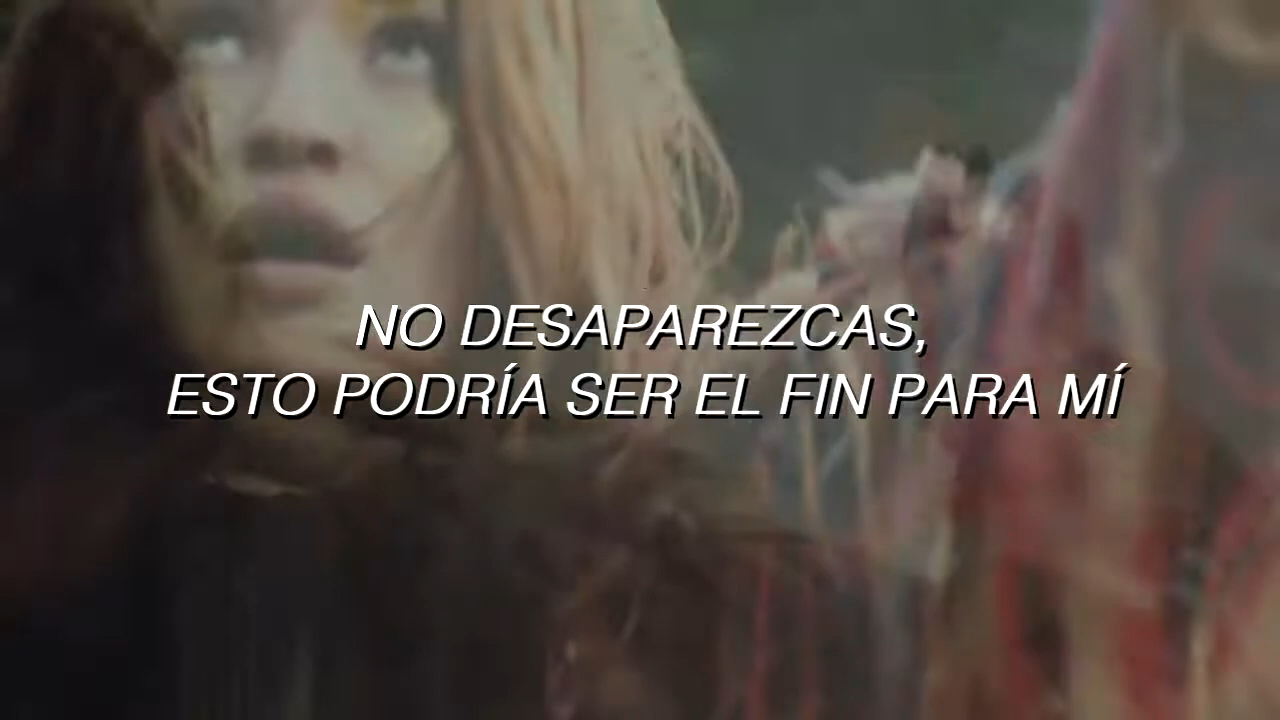 NO DESAPAREZCAS,
ESTO PODRÍA SER EL FIN PARA MÍ